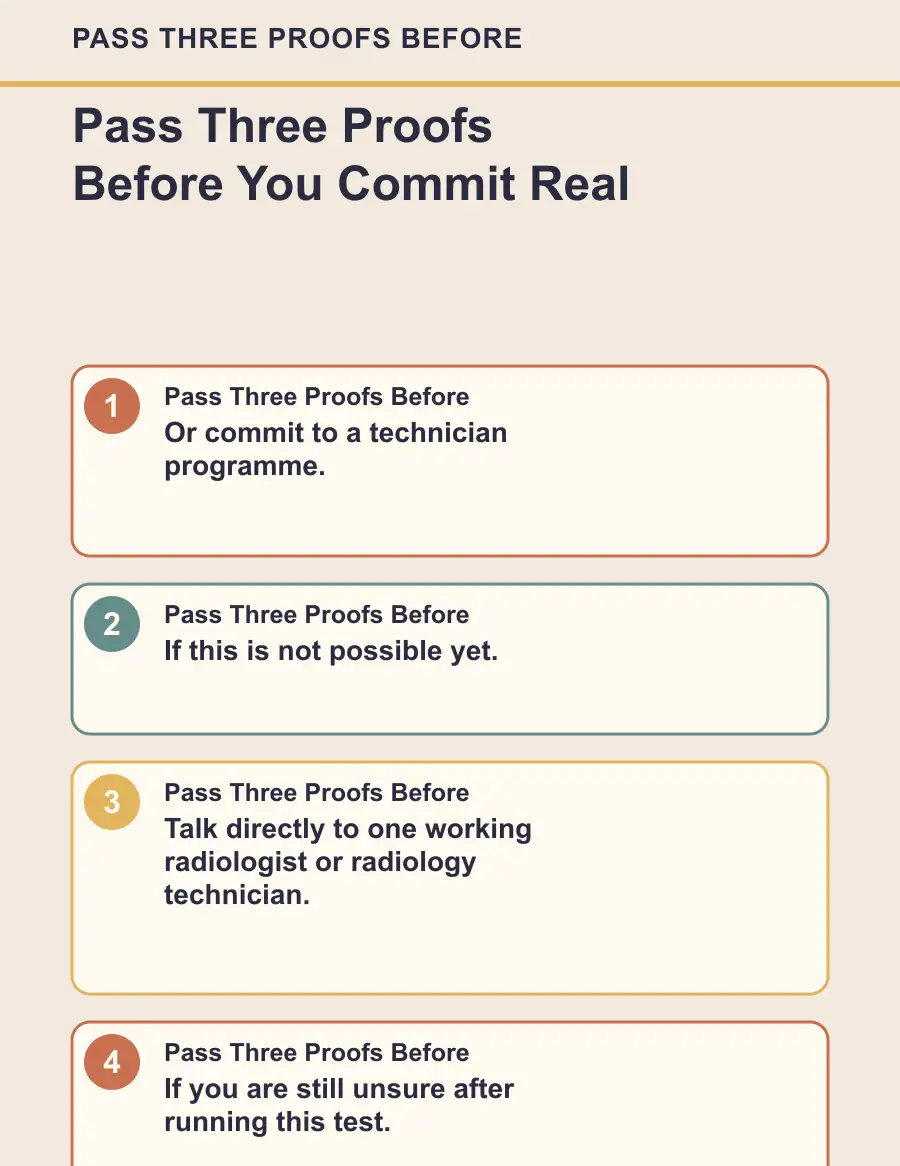 PASS THREE PROOFS BEFORE
Pass Three Proofs
Before You Commit Real
1
Pass Three Proofs Before
Or commit to a technician
programme.
2
Pass Three Proofs Before
If this is not possible yet.
3
Pass Three Proofs Before
Talk directly to one working
radiologist or radiology
technician.
4
Pass Three Proofs Before
If you are still unsure after
running this test.